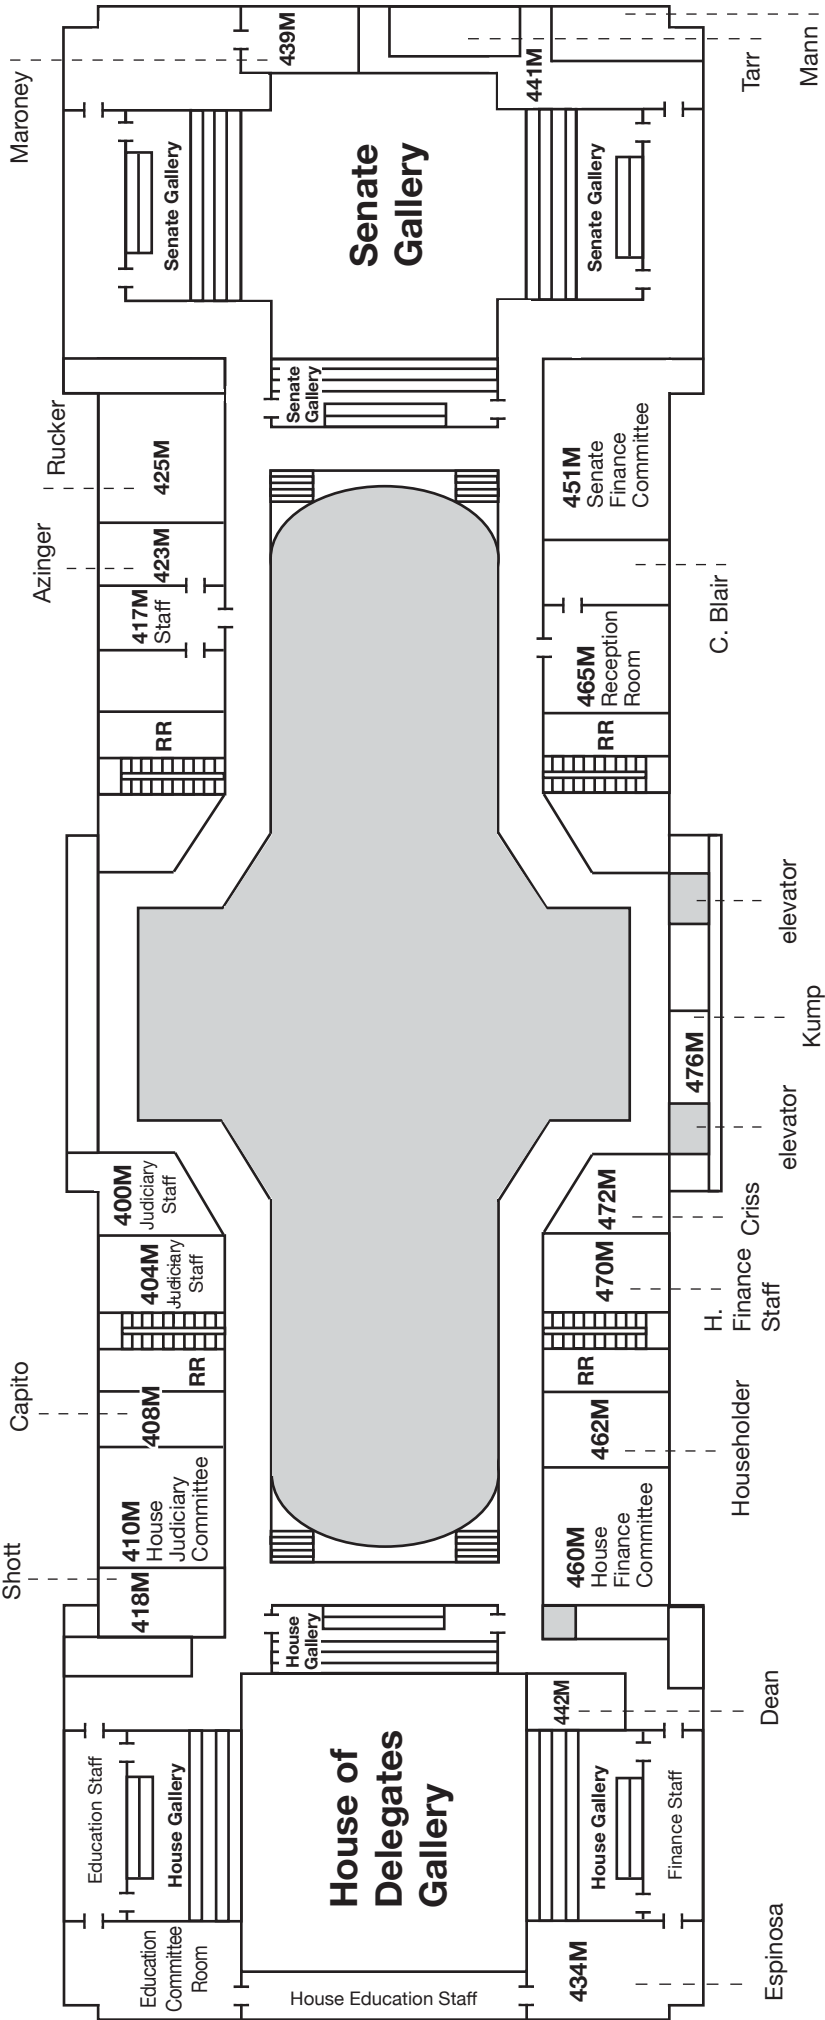 Maroney
439M
441M
Tarr
Mann
Senate Gallery
Senate
Gallery
Senate Gallery
Senate
Gallery
Rucker
425M
Azinger
423M
417M
Staff
RR
451M
Senate
Finance
Committee
C. Blair
465M
Reception
Room
RR
elevator
Kump
476M
elevator
400M
Judiciary
Staff
404M
Judiciary
Staff
472M
Criss
470M
H.
Finance
Staff
Capito
RR
408M
410M
House
Judiciary
Committee
Shott
418M
RR
462M
Householder
460M
House
Finance
Committee
House
Gallery
442M
Dean
Education Staff
House Gallery
House of
Delegates
Gallery
House Gallery
Finance Staff
Education
Committee
Room
House Education Staff
434M
Espinosa